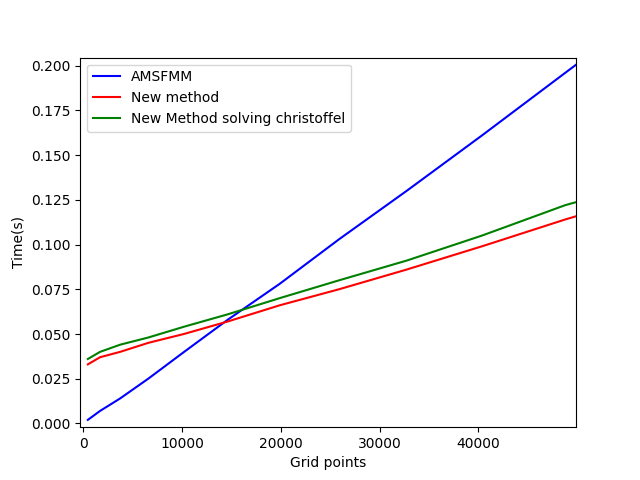 0.200
0.175
0.150
0.125
0.100
0.075
0.050
0.025
0.000
Time(s)
AMSFMM
New method
New Method solving christoffel
0 10000 20000 30000 40000
Grid points